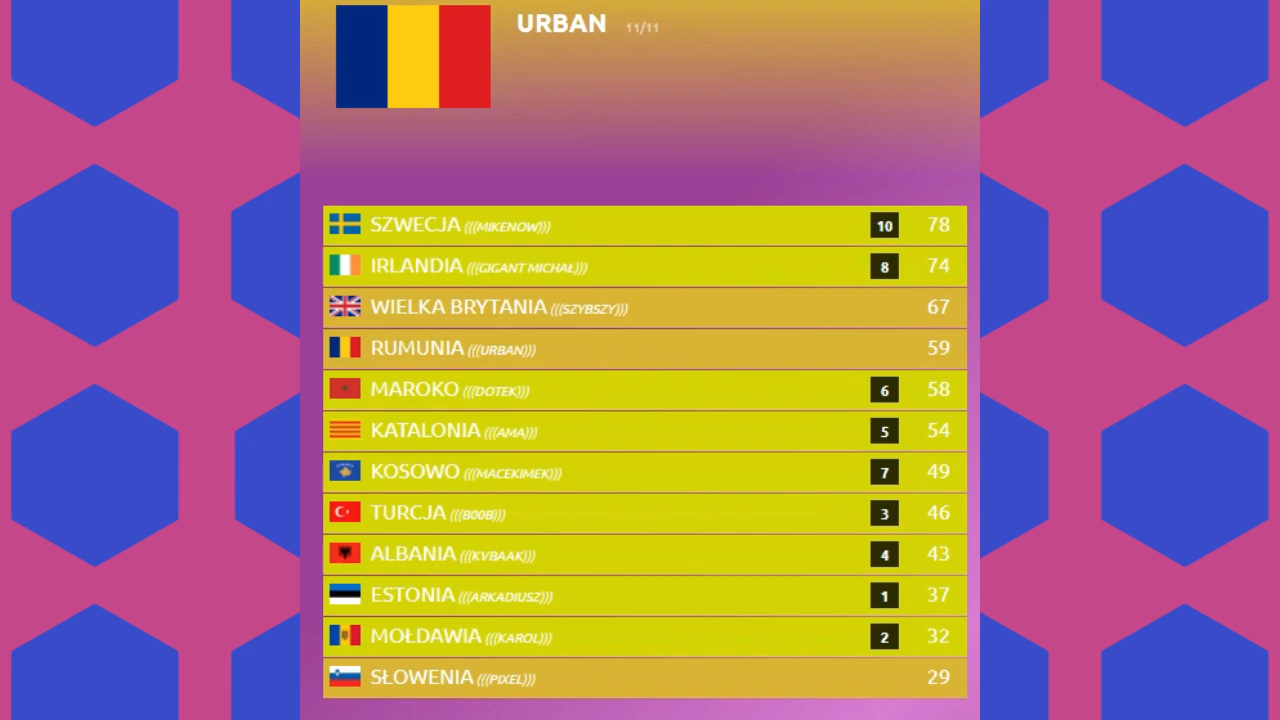 URBAN 11/11
SZWECJA (((MIKENOW))) 10 78
IRLANDIA (((GIGANT MICHAŁ))) 8 74
WIELKA BRYTANIA (((SZYBSZY))) 67
RUMUNIA (((URBAN))) 59
MAROKO (((DOTEK))) 6 58
KATALONIA (((AMA))) 5 54
KOSOWO (((MACEKIMEK))) 7 49
TURCJA (((B00B))) 3 46
ALBANIA (((KVBAAK))) 4 43
ESTONIA (((ARKADIUSZ))) 1 37
MOŁDAWIA (((KAROL))) 2 32
SŁOWENIA (((PIXEL))) 29